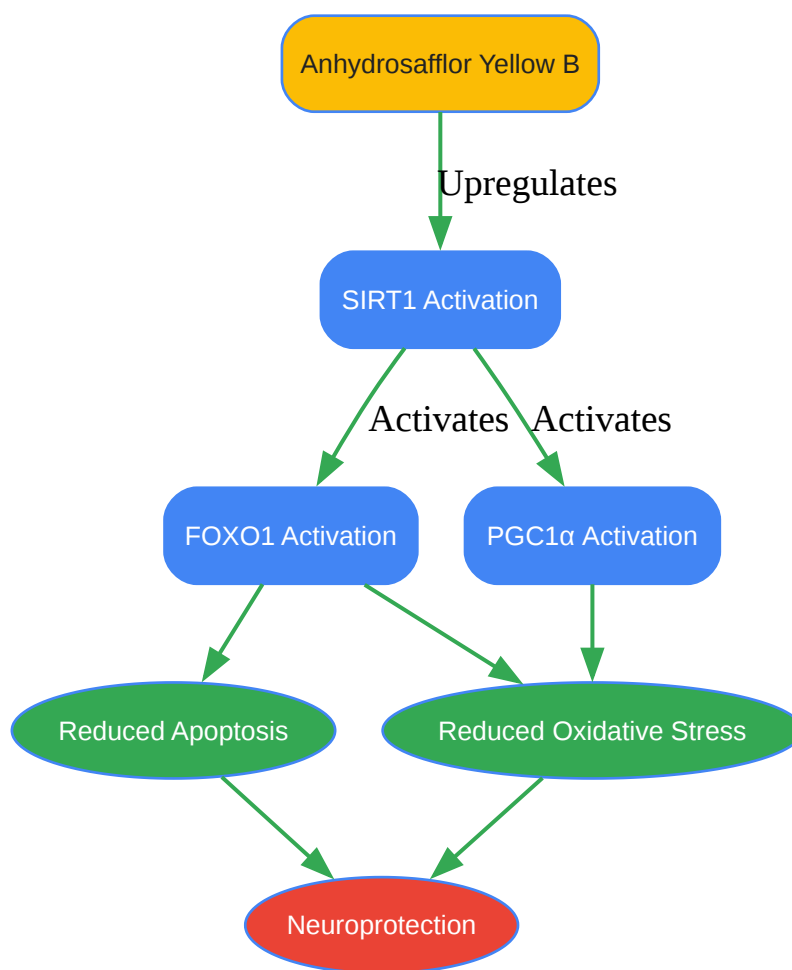 Anhydrosafflor Yellow B
Upregulates
SIRT1 Activation
Activates
Activates
FOXO1 Activation
PGC1α Activation
Reduced Apoptosis
Reduced Oxidative Stress
Neuroprotection